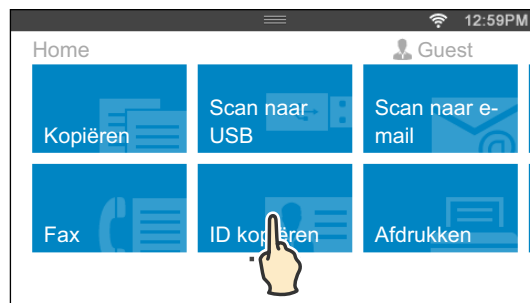 12:59PM
Home
Guest
Kopiëren
Scan naar
USB
Scan naar e-
mail
Fax
ID kopiëren
Afdrukken